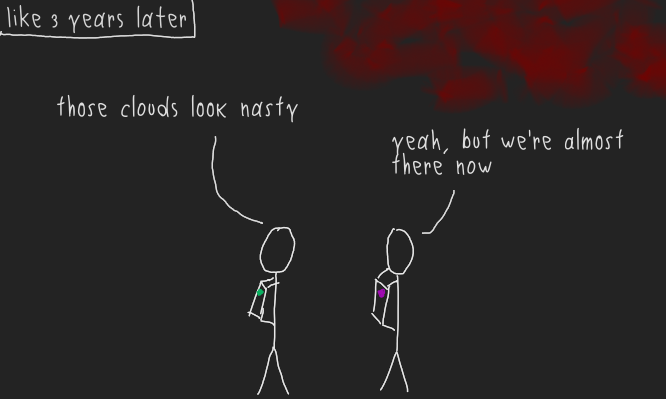 like 3 years later
those clouds look nasty
yeah, but we're almost
there now